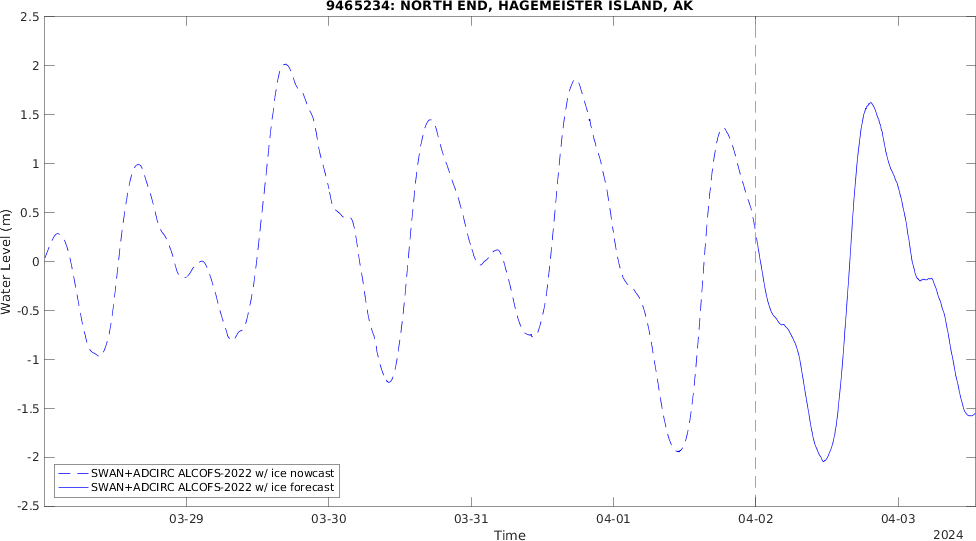 9465234: NORTH END, HAGEMEISTER ISLAND, AK
2.5
2
1.5
1
0.5
0
-0.5
-1
-1.5
-2
-2.5
Water Level (m)
SWAN+ADCIRC ALCOFS-2022 w/ ice nowcast
SWAN+ADCIRC ALCOFS-2022 w/ ice forecast
03-29 03-30 03-31 04-01 04-02 04-03
Time
2024